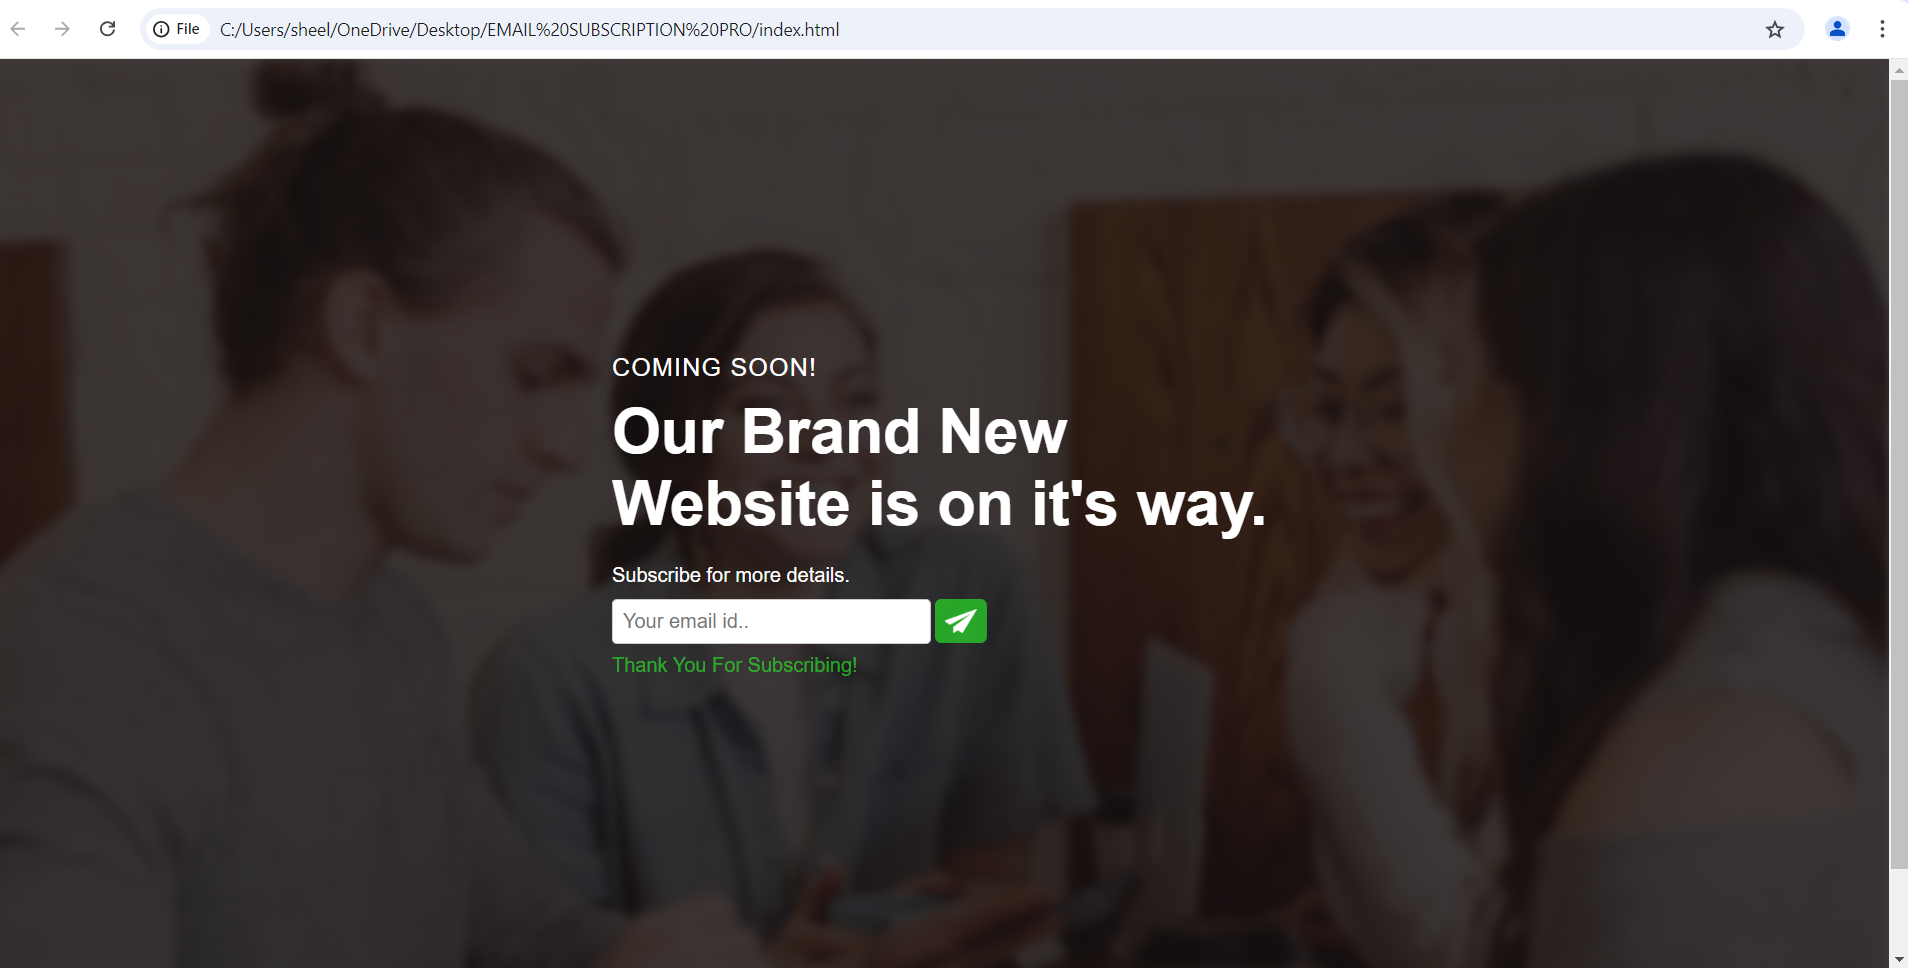 File
C:/Users/sheel/OneDrive/Desktop/EMAIL%20SUBSCRIPTION%20PRO/index.html
COMING SOON!
Our Brand New
Website is on it's way.
Subscribe for more details.
Your email id..
Thank You For Subscribing!